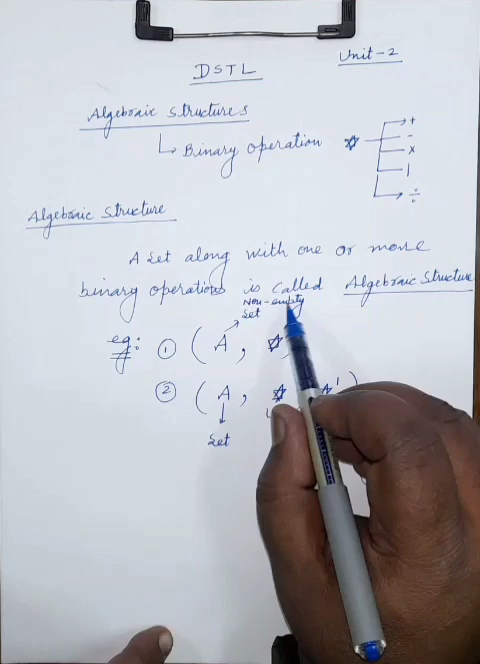 Unit-2
DSTL
Algebraic Structures
↳ Binary operation ✡ + - × | ÷
Algebraic Structure
A set along with one or more
binary operations is called Algebraic Structure
Non-empty
Set
eg: ① ( A , ✡
② ( A , ✡ ' )
Set